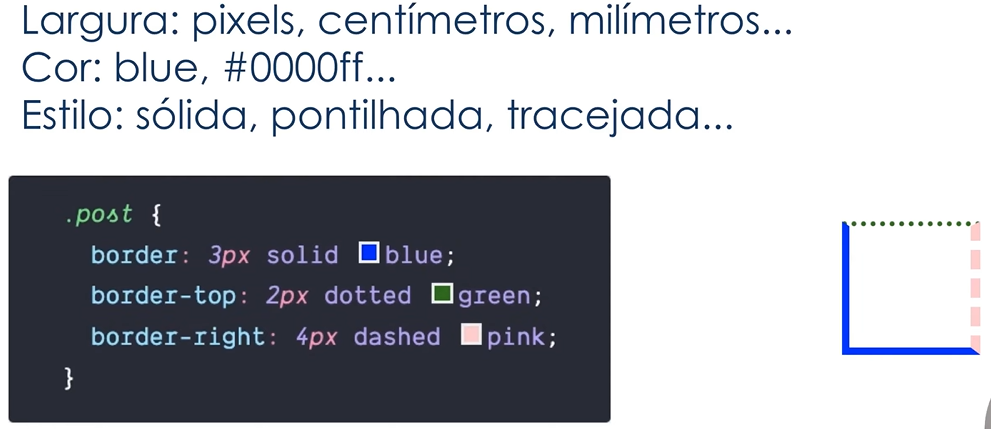 Largura: pixels, centímetros, milímetros...
Cor: blue, #0000ff...
Estilo: sólida, pontilhada, tracejada...
.post {
border: 3px solid blue;
border-top: 2px dotted green;
border-right: 4px dashed pink;
}